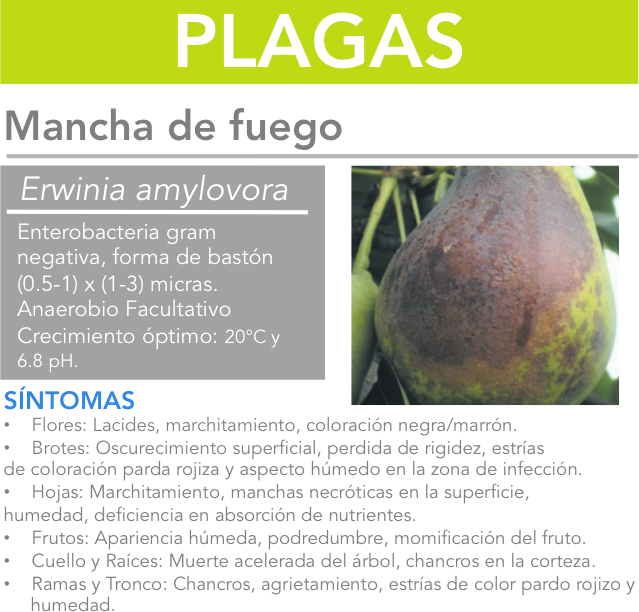 PLAGAS
Mancha de fuego
Erwinia amylovora
Enterobacteria gram
negativa, forma de bastón
(0.5-1) x (1-3) micras.
Anaerobio Facultativo
Crecimiento óptimo: 20°C y
6.8 pH.
SÍNTOMAS
• Flores: Lacides, marchitamiento, coloración negra/marrón.
• Brotes: Oscurecimiento superficial, perdida de rigidez, estrías
de coloración parda rojiza y aspecto húmedo en la zona de infección.
• Hojas: Marchitamiento, manchas necróticas en la superficie,
humedad, deficiencia en absorción de nutrientes.
• Frutos: Apariencia húmeda, podredumbre, momificación del fruto.
• Cuello y Raíces: Muerte acelerada del árbol, chancros en la corteza.
• Ramas y Tronco: Chancros, agrietamiento, estrías de color pardo rojizo y
humedad.